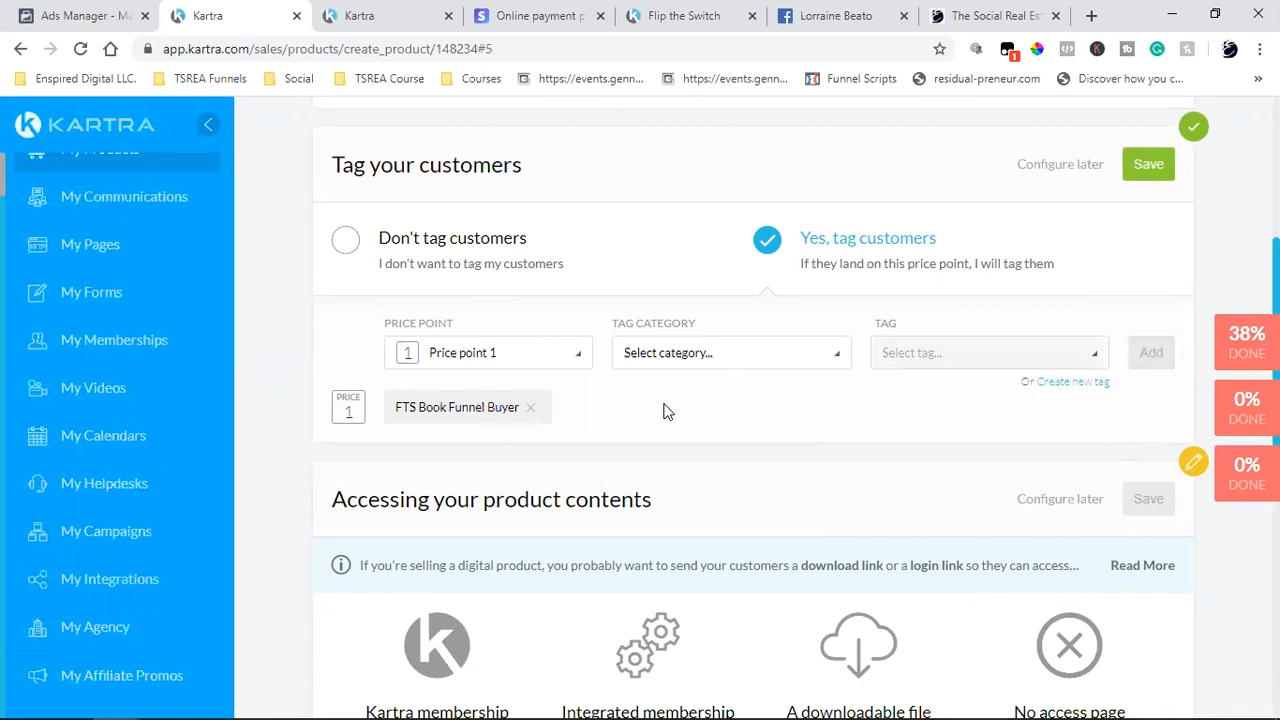 Ads Manager - Ma
Kartra
Kartra
Online payment p
Flip the Switch
Lorraine Beato
The Social Real Es
app.kartra.com/sales/products/create_product/148234#5
1
Enspired Digital LLC.
TSREA Funnels
Social
TSREA Course
Courses
https://events.genn...
https://events.genn...
Funnel Scripts
residual-preneur.com
Discover how you c...
KARTRA
My Products
My Communications
My Pages
My Forms
My Memberships
My Videos
My Calendars
My Helpdesks
My Campaigns
My Integrations
My Agency
My Affiliate Promos
Tag your customers
Configure later
Save
Don't tag customers
I don't want to tag my customers
Yes, tag customers
If they land on this price point, I will tag them
PRICE POINT
TAG CATEGORY
TAG
1 Price point 1
Select category...
Select tag...
Add
Or Create new tag
PRICE
1
FTS Book Funnel Buyer
38%
DONE
0%
DONE
0%
DONE
Accessing your product contents
Configure later
Save
If you're selling a digital product, you probably want to send your customers a download link or a login link so they can access...
Read More
Kartra membership
Integrated membership
A downloadable file
No access page